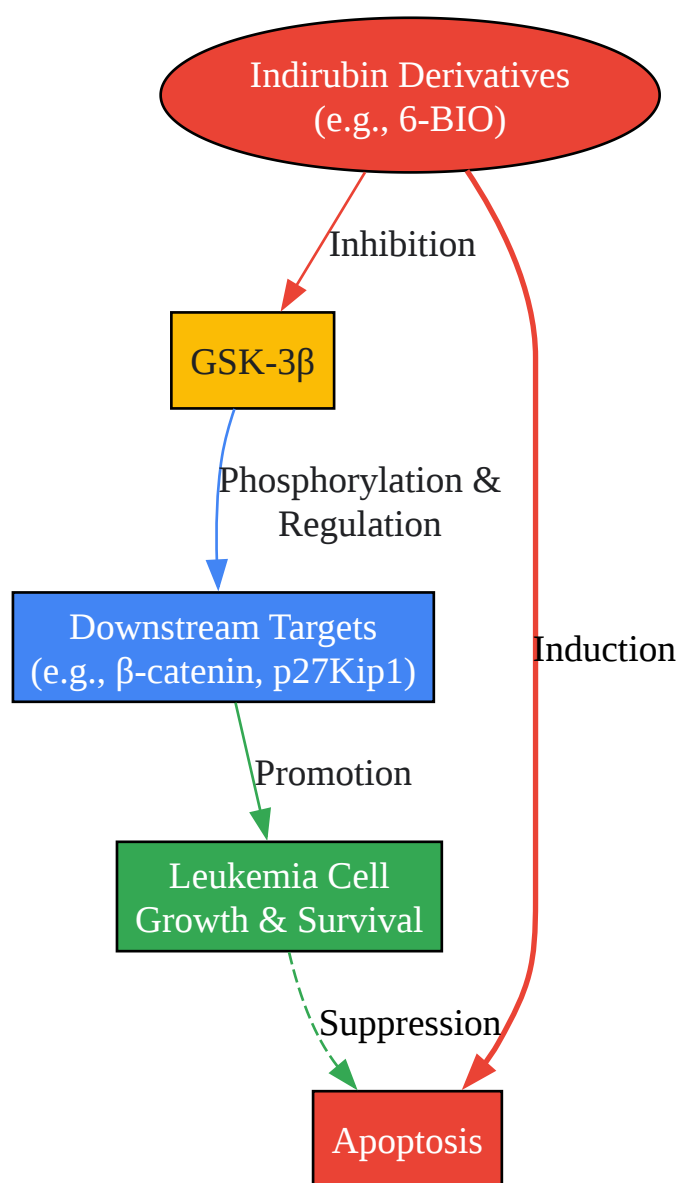 Indirubin Derivatives
(e.g., 6-BIO)
Inhibition
GSK-3β
Phosphorylation &
Regulation
Downstream Targets
(e.g., β-catenin, p27Kip1)
Induction
Promotion
Leukemia Cell
Growth & Survival
Suppression
Apoptosis